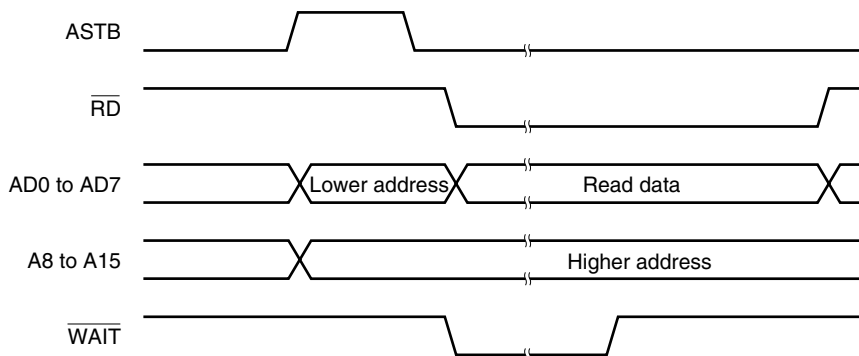 ASTB
RD
AD0 to AD7
Lower address
Read data
A8 to A15
Higher address
WAIT